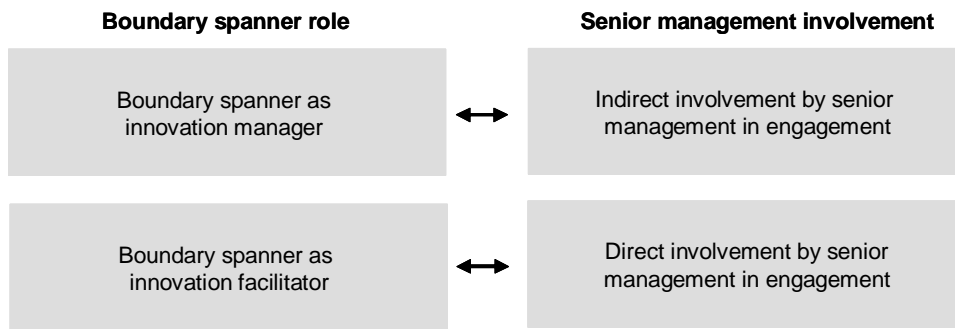 Boundary spanner role
Senior management involvement
Boundary spanner as
innovation manager
Indirect involvement by senior
management in engagement
Boundary spanner as
innovation facilitator
Direct involvement by senior
management in engagement